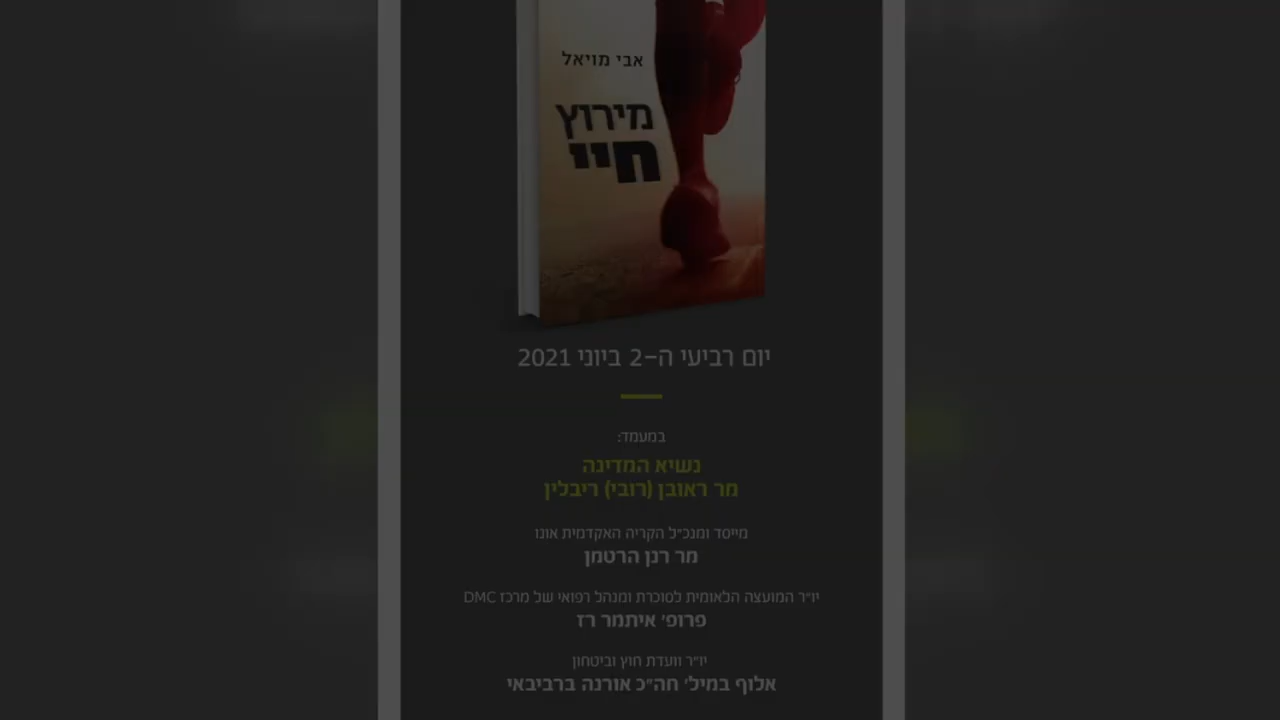 אבי מויאל
מירוץ
חיי
יום רביעי ה-2 ביוני 2021
במעמד:
נשיא המדינה
מר ראובן (רובי) ריבלין
מייסד ומנכ״ל הקריה האקדמית אונו
מר רנן הרטמן
יו״ר המועצה הלאומית לסוכרת ומנהל רפואי של מרכז DMC
פרופ׳ איתמר רז
יו״ר וועדת חוץ וביטחון
אלוף במיל׳ חה״כ אורנה ברביבאי